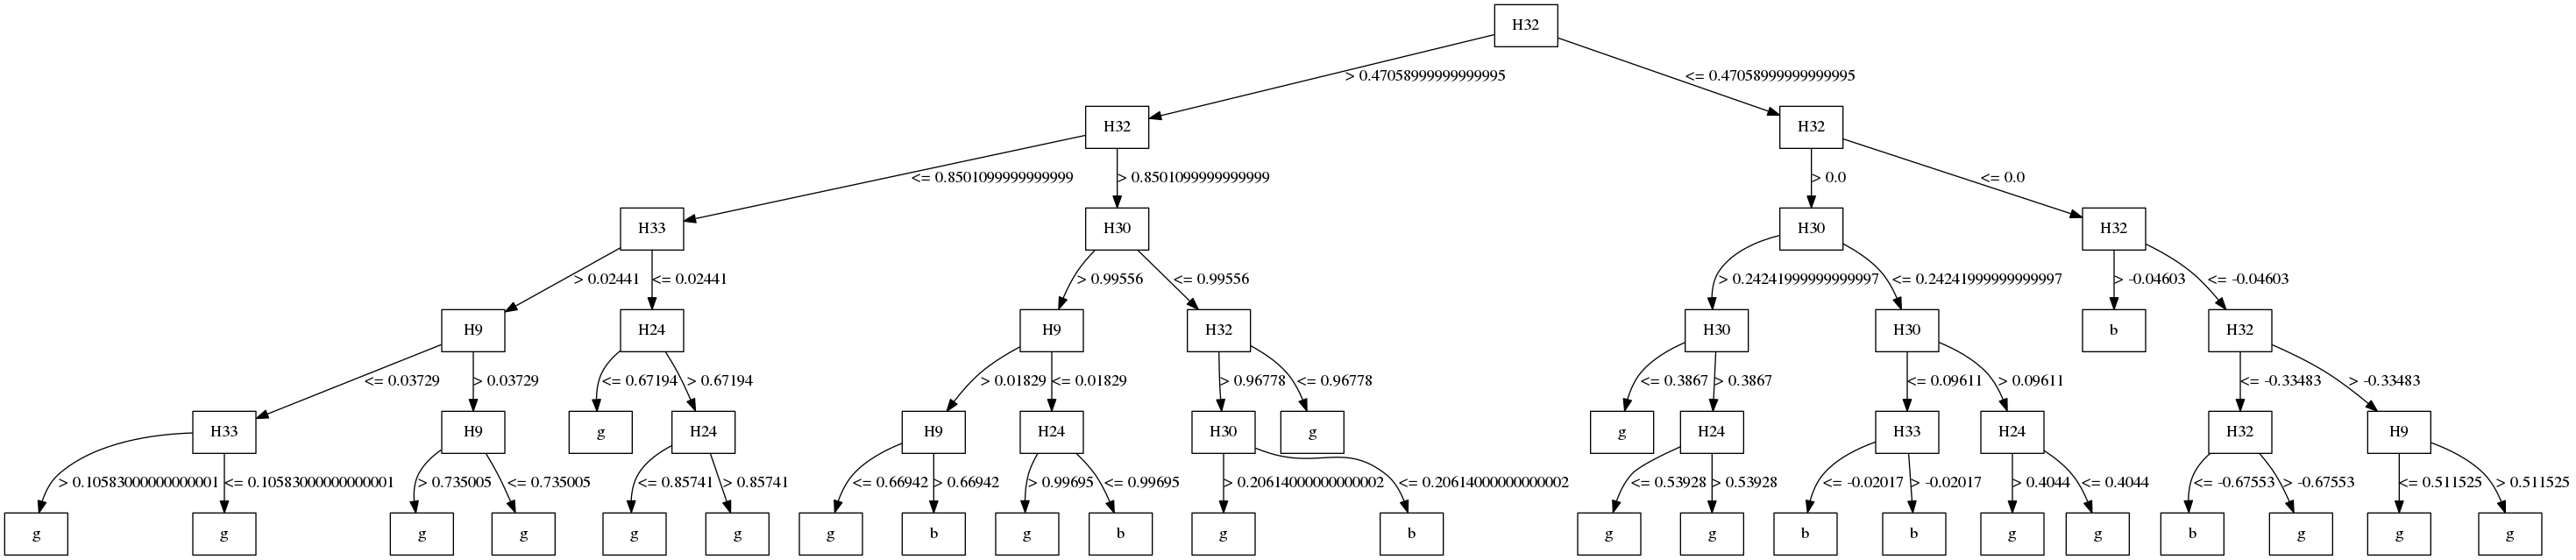 H32
> 0.47058999999999995 <= 0.47058999999999995
H32 H32
<= 0.8501099999999999 > 0.8501099999999999 > 0.0 <= 0.0
H33 H30 H30 H32
> 0.02441 <= 0.02441 > 0.99556 <= 0.99556 > 0.24241999999999997 <= 0.24241999999999997 > -0.04603 <= -0.04603
H9 H24 H9 H32 H30 H30 b H32
<= 0.03729 > 0.03729 <= 0.67194 > 0.67194 > 0.01829 <= 0.01829 > 0.96778 <= 0.96778 <= 0.3867 > 0.3867 <= 0.09611 > 0.09611 <= -0.33483 > -0.33483
H33 H9 g H24 H9 H24 H30 g g H24 H33 H24 H32 H9
> 0.10583000000000001 <= 0.10583000000000001 > 0.735005 <= 0.735005 <= 0.85741 > 0.85741 <= 0.66942 > 0.66942 > 0.99695 <= 0.99695 > 0.20614000000000002 <= 0.20614000000000002 <= 0.53928 > 0.53928 <= -0.02017 > -0.02017 > 0.4044 <= 0.4044 <= -0.67553 > -0.67553 <= 0.511525 > 0.511525
g g g g g g g b g b g b g g b b g g b g g g